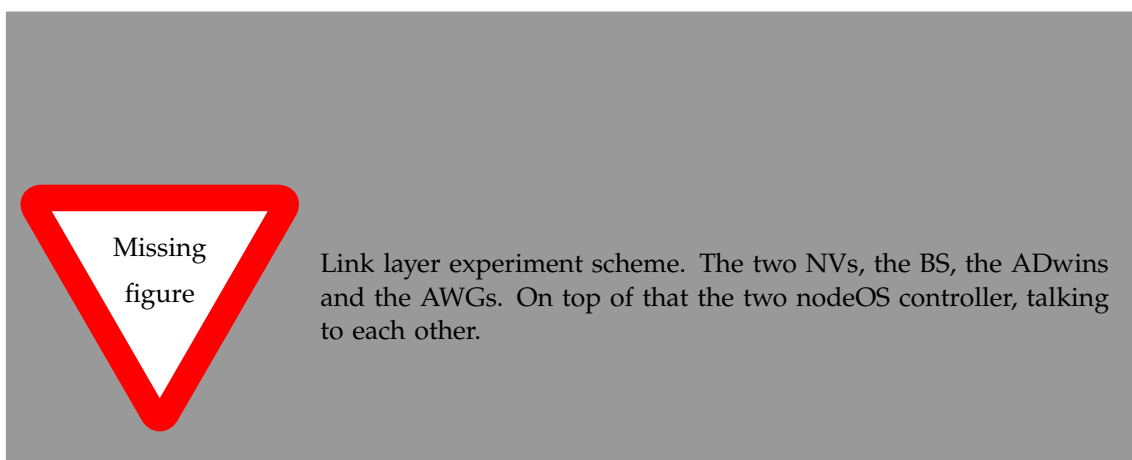 Missing
figure
Link layer experiment scheme. The two NVs, the BS, the ADwins
and the AWGs. On top of that the two nodeOS controller, talking
to each other.